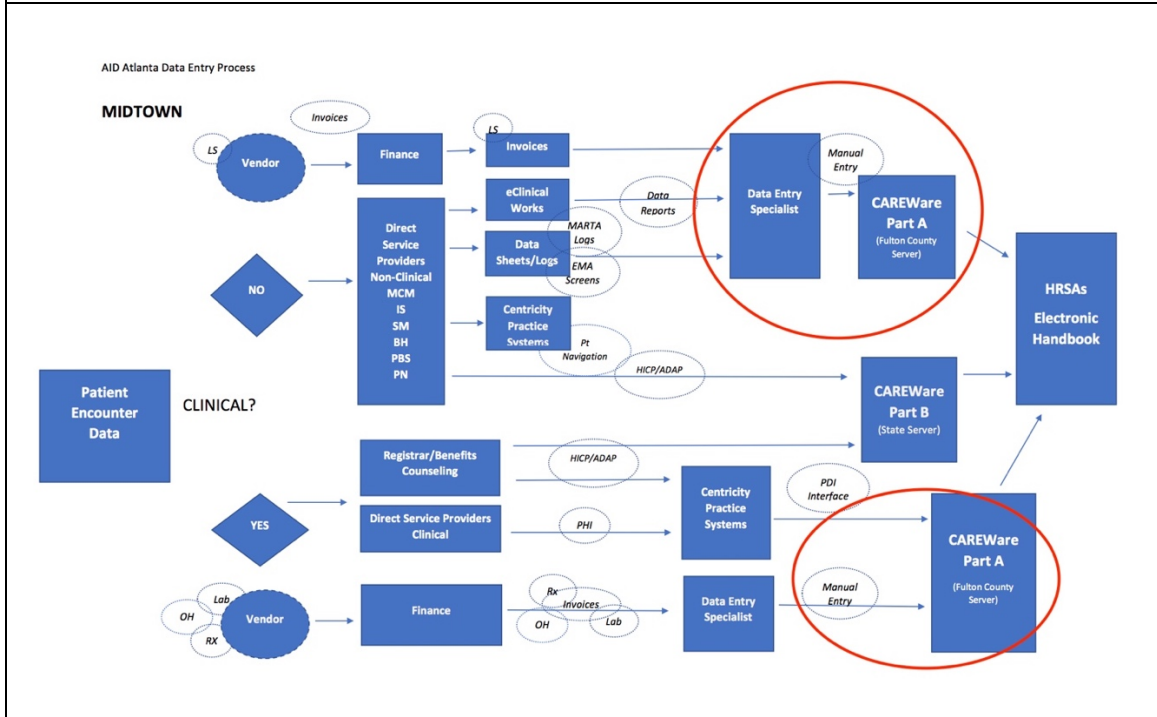 AID Atlanta Data Entry Process
MIDTOWN
Invoices
LS
Vendor
Finance
LS
Invoices
eClinical
Works
Data
Reports
MARTA
Logs
Data
Sheets/Logs
EMA
Screens
Centricity
Practice
Systems
Pt
Navigation
Direct
Service
Providers
Non-Clinical
MCM
IS
SM
BH
PBS
PN
NO
HICP/ADAP
Data Entry
Specialist
Manual
Entry
CAREWare
Part A
(Fulton County
Server)
HRSAs
Electronic
Handbook
CAREWare
Part B
(State Server)
Patient
Encounter
Data
CLINICAL?
YES
Registrar/Benefits
Counseling
HICP/ADAP
Direct Service Providers
Clinical
PHI
Centricity
Practice
Systems
PDI
Interface
CAREWare
Part A
(Fulton County
Server)
Lab
OH
RX
Vendor
Finance
Rx
Invoices
OH
Lab
Data Entry
Specialist
Manual
Entry